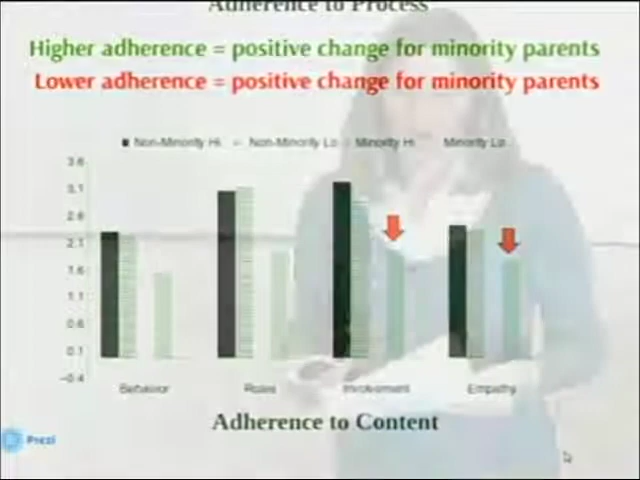 Adherence to Process
Higher adherence = positive change for minority parents
Lower adherence = positive change for minority parents
Non-Minority Hi Non-Minority Lo Minority Hi Minority Lo
3.6
3.1
2.6
2.1
1.6
1.1
0.6
0.1
-0.4
Behavior Roles Involvement Empathy
Adherence to Content
Prezi